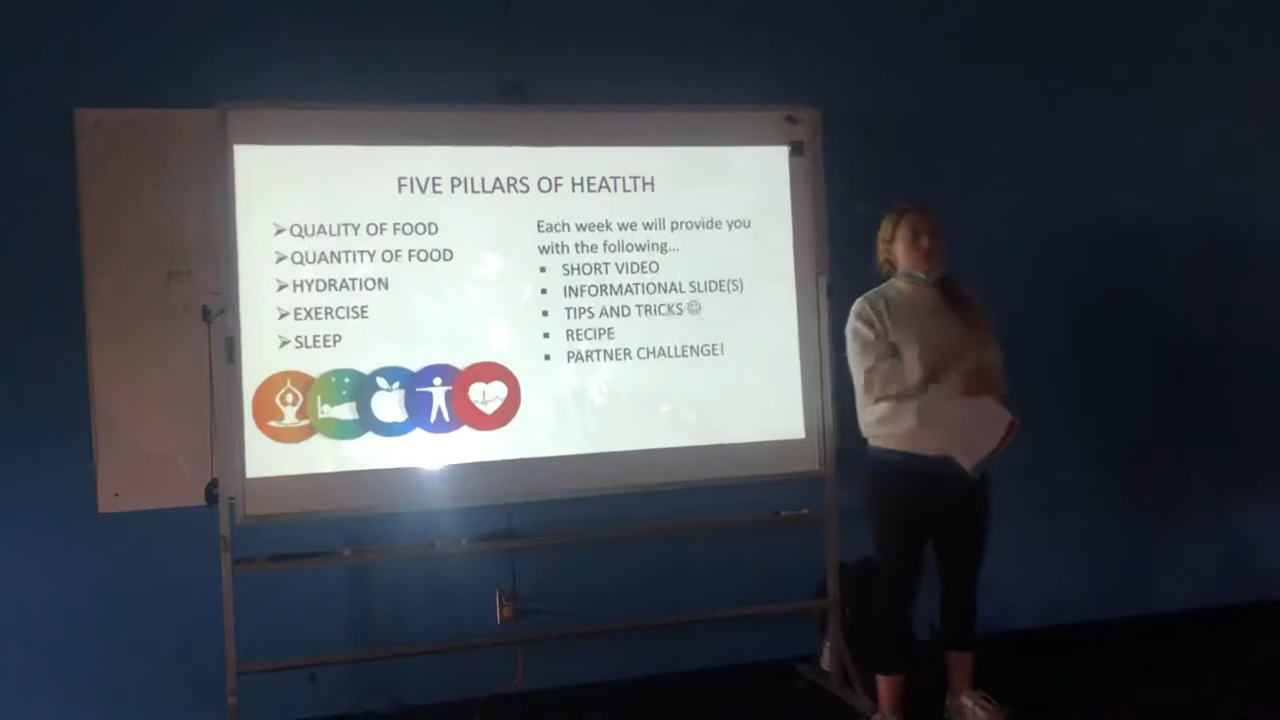 FIVE PILLARS OF HEATLTH
➢QUALITY OF FOOD
➢QUANTITY OF FOOD
➢HYDRATION
➢EXERCISE
➢SLEEP
Each week we will provide you
with the following...
▪ SHORT VIDEO
▪ INFORMATIONAL SLIDE(S)
▪ TIPS AND TRICKS ☺
▪ RECIPE
▪ PARTNER CHALLENGE!